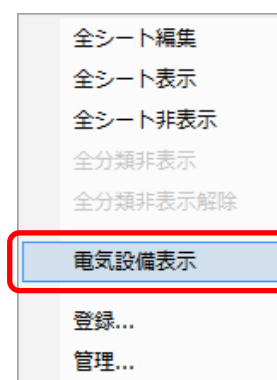 全シート編集
全シート表示
全シート非表示
全分類非表示
全分類非表示解除
電気設備表示
登録...
管理...